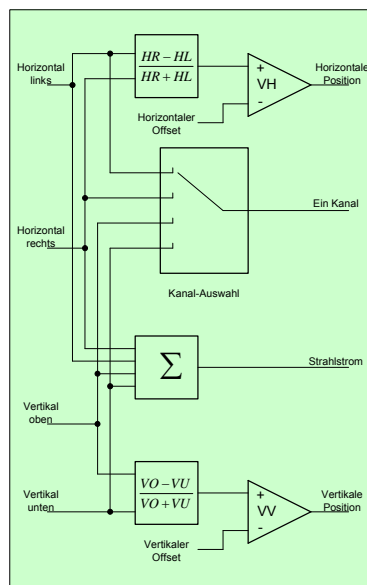 Horizontal
links
HR − HL
HR + HL
+
VH
-
Horizontale
Position
Horizontaler
Offset
Horizontal
rechts
Ein Kanal
Kanal-Auswahl
Σ
Strahlstrom
Vertikal
oben
Vertikal
unten
VO − VU
VO + VU
+
VV
-
Vertikale
Position
Vertikaler
Offset